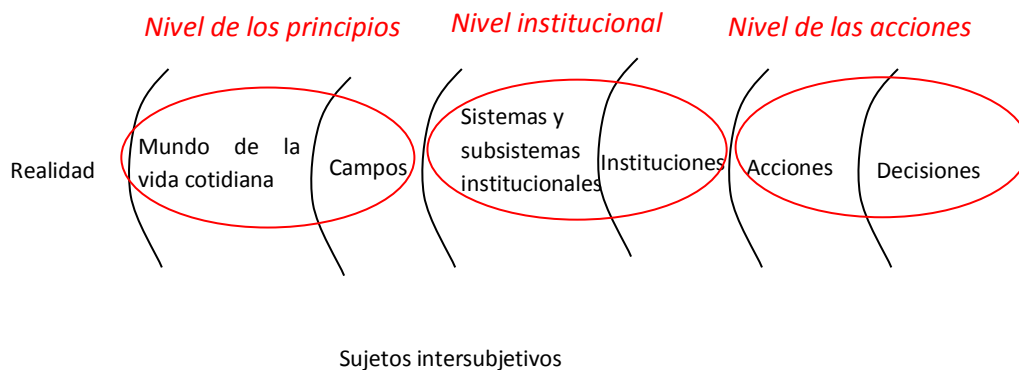 Nivel de los principios
Nivel institucional
Nivel de las acciones
Realidad
Mundo de la
vida cotidiana
Campos
Sistemas y
subsistemas
institucionales
Instituciones
Acciones
Decisiones
Sujetos intersubjetivos